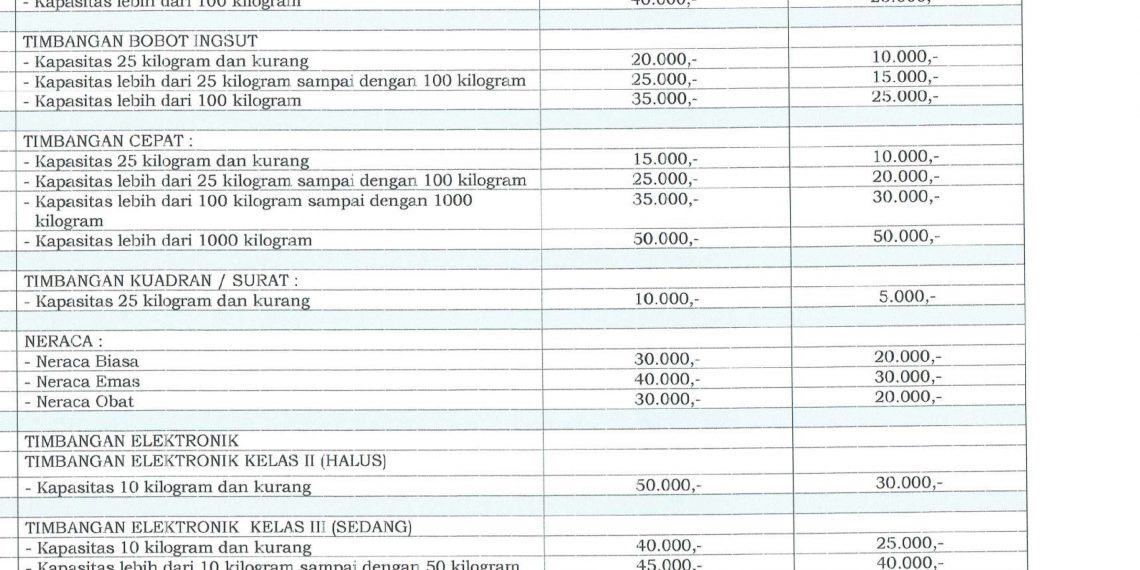 - Kapasitas lebih dari 100 kilogram 40.000,- 25.000,-
TIMBANGAN BOBOT INGSUT
- Kapasitas 25 kilogram dan kurang 20.000,- 10.000,-
- Kapasitas lebih dari 25 kilogram sampai dengan 100 kilogram 25.000,- 15.000,-
- Kapasitas lebih dari 100 kilogram 35.000,- 25.000,-
TIMBANGAN CEPAT :
- Kapasitas 25 kilogram dan kurang 15.000,- 10.000,-
- Kapasitas lebih dari 25 kilogram sampai dengan 100 kilogram 25.000,- 20.000,-
- Kapasitas lebih dari 100 kilogram sampai dengan 1000 35.000,- 30.000,-
kilogram
- Kapasitas lebih dari 1000 kilogram 50.000,- 50.000,-
TIMBANGAN KUADRAN / SURAT :
- Kapasitas 25 kilogram dan kurang 10.000,- 5.000,-
NERACA :
- Neraca Biasa 30.000,- 20.000,-
- Neraca Emas 40.000,- 30.000,-
- Neraca Obat 30.000,- 20.000,-
TIMBANGAN ELEKTRONIK
TIMBANGAN ELEKTRONIK KELAS II (HALUS)
- Kapasitas 10 kilogram dan kurang 50.000,- 30.000,-
TIMBANGAN ELEKTRONIK KELAS III (SEDANG)
- Kapasitas 10 kilogram dan kurang 40.000,- 25.000,-
- Kapasitas lebih dari 10 kilogram sampai dengan 50 kilogram 45.000,- 40.000,-